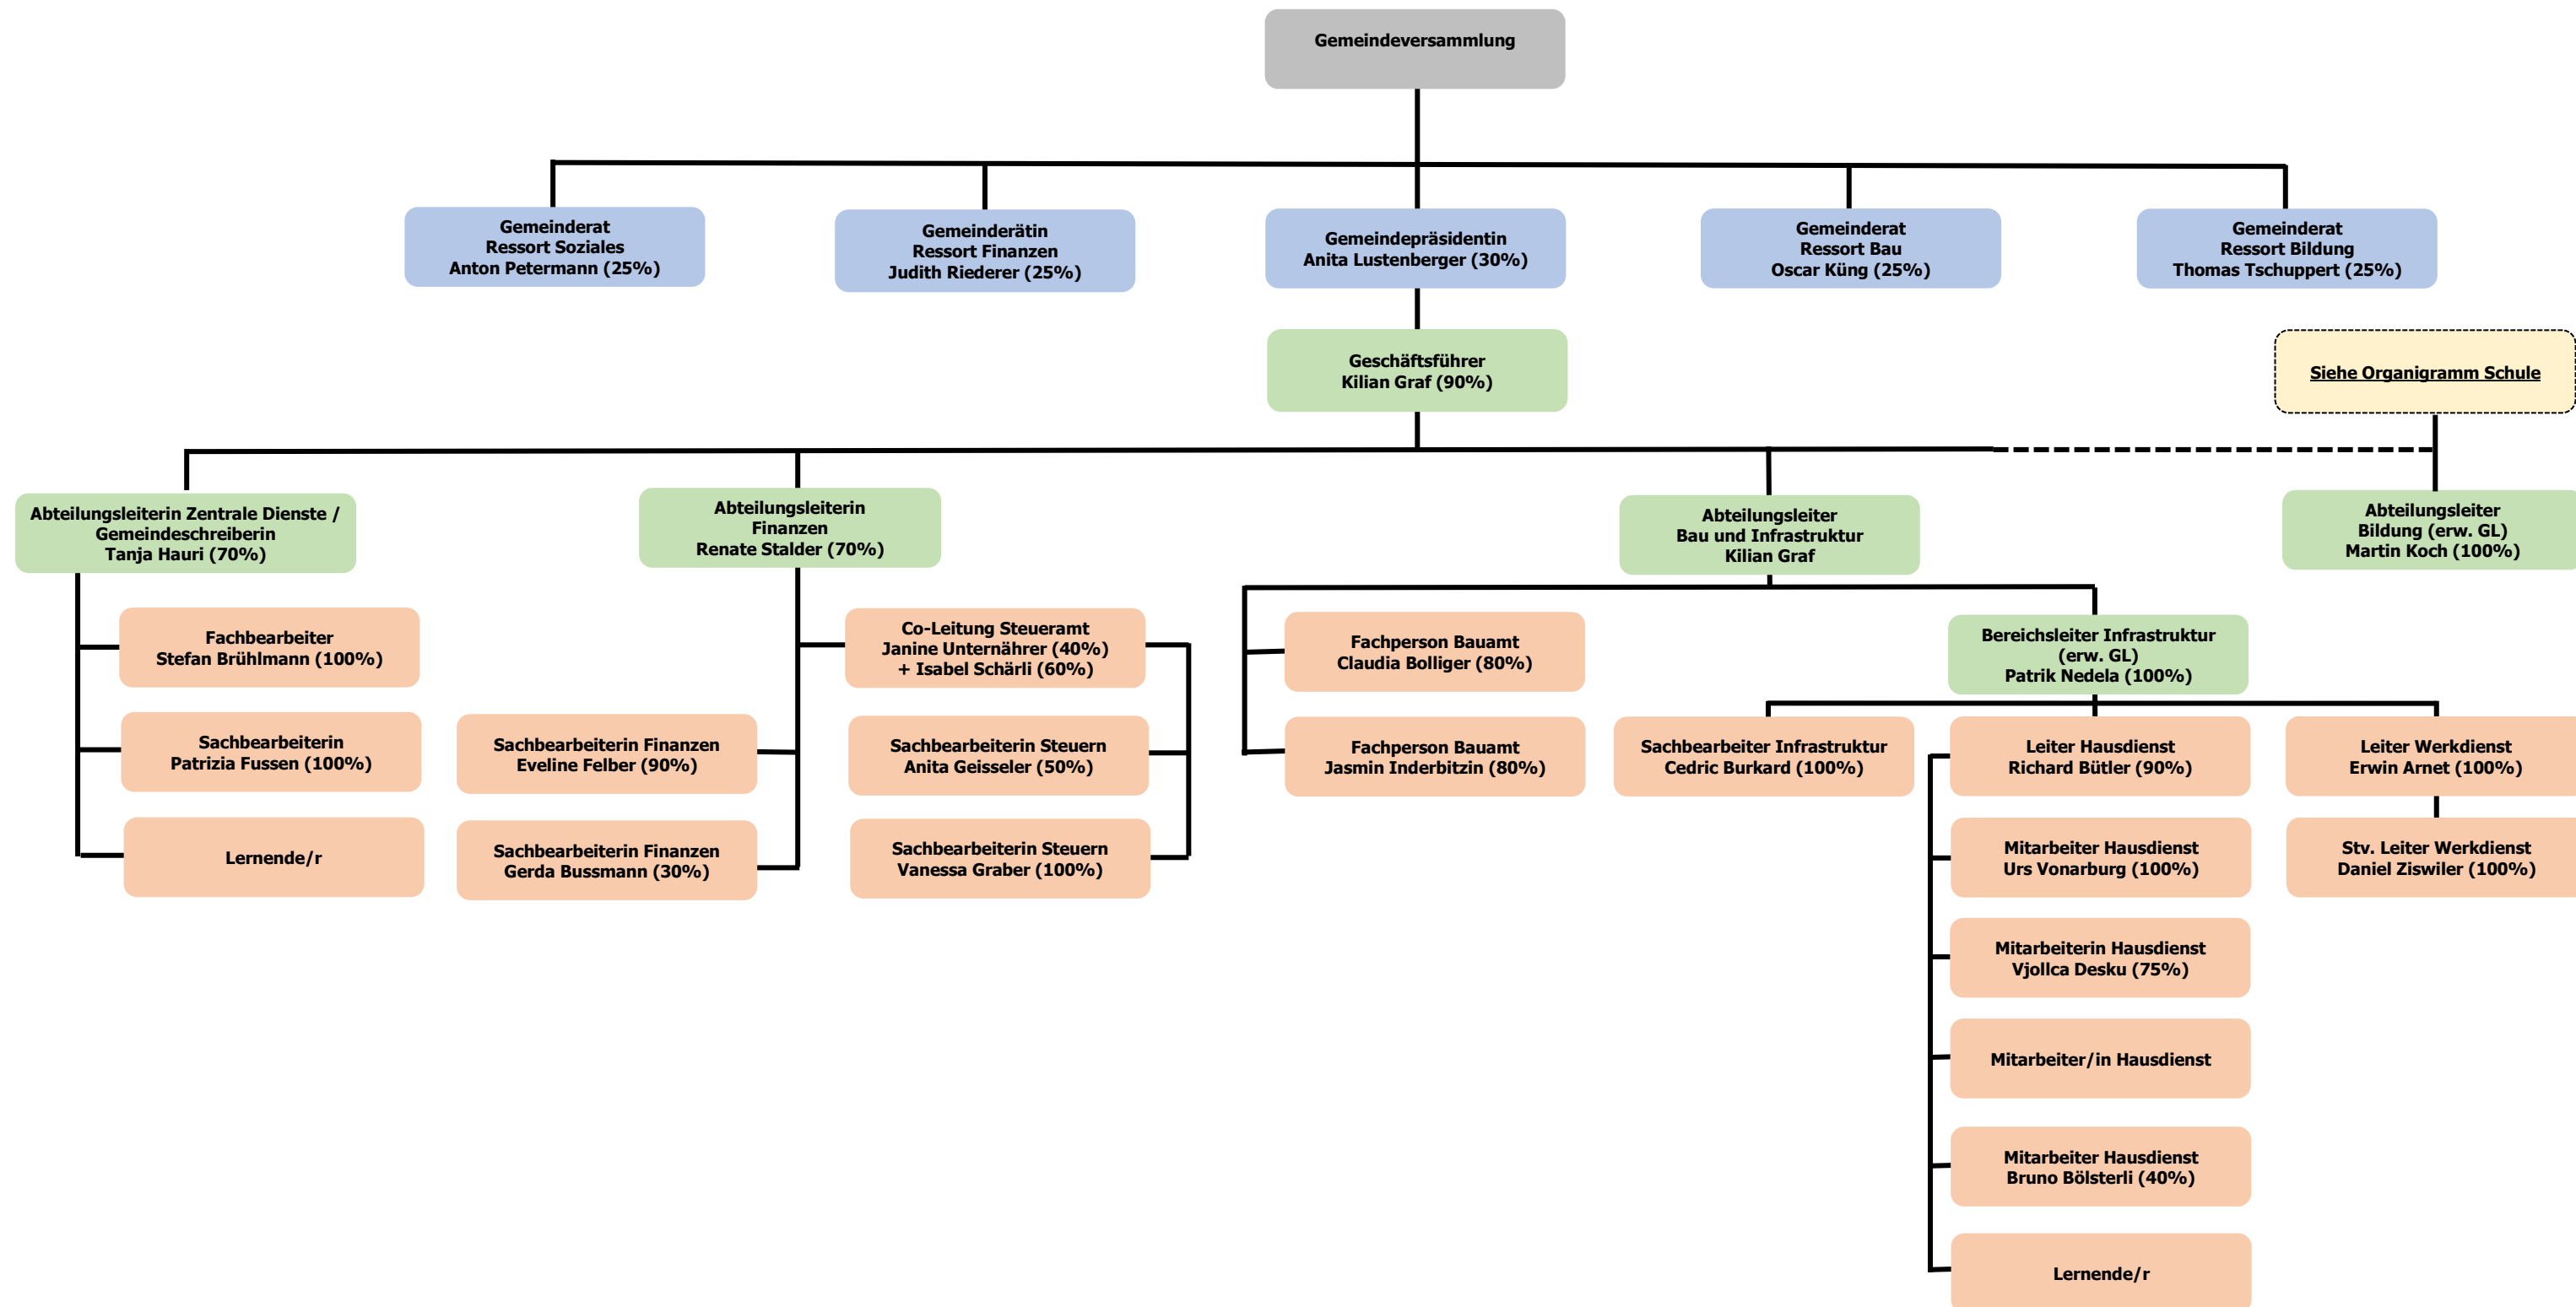 Gemeindeversammlung
Gemeinderat
Ressort Soziales
Anton Petermann (25%)
Gemeinderätin
Ressort Finanzen
Judith Riederer (25%)
Gemeindepräsidentin
Anita Lustenberger (30%)
Gemeinderat
Ressort Bau
Oscar Küng (25%)
Gemeinderat
Ressort Bildung
Thomas Tschuppert (25%)
Geschäftsführer
Kilian Graf (90%)
Siehe Organigramm Schule
Abteilungsleiterin Zentrale Dienste /
Gemeindeschreiberin
Tanja Hauri (70%)
Abteilungsleiterin
Finanzen
Renate Stalder (70%)
Abteilungsleiter
Bau und Infrastruktur
Kilian Graf
Abteilungsleiter
Bildung (erw. GL)
Martin Koch (100%)
Fachbearbeiter
Stefan Brühlmann (100%)
Co-Leitung Steueramt
Janine Unternährer (40%)
+ Isabel Schärli (60%)
Fachperson Bauamt
Claudia Bolliger (80%)
Bereichsleiter Infrastruktur
(erw. GL)
Patrik Nedela (100%)
Sachbearbeiterin
Patrizia Fussen (100%)
Sachbearbeiterin Finanzen
Eveline Felber (90%)
Sachbearbeiterin Steuern
Anita Geisseler (50%)
Fachperson Bauamt
Jasmin Inderbitzin (80%)
Sachbearbeiter Infrastruktur
Cedric Burkard (100%)
Leiter Hausdienst
Richard Bütler (90%)
Leiter Werkdienst
Erwin Arnet (100%)
Lernende/r
Sachbearbeiterin Finanzen
Gerda Bussmann (30%)
Sachbearbeiterin Steuern
Vanessa Graber (100%)
Mitarbeiter Hausdienst
Urs Vonarburg (100%)
Stv. Leiter Werkdienst
Daniel Ziswiler (100%)
Mitarbeiterin Hausdienst
Vjollca Desku (75%)
Mitarbeiter/in Hausdienst
Mitarbeiter Hausdienst
Bruno Bölsterli (40%)
Lernende/r